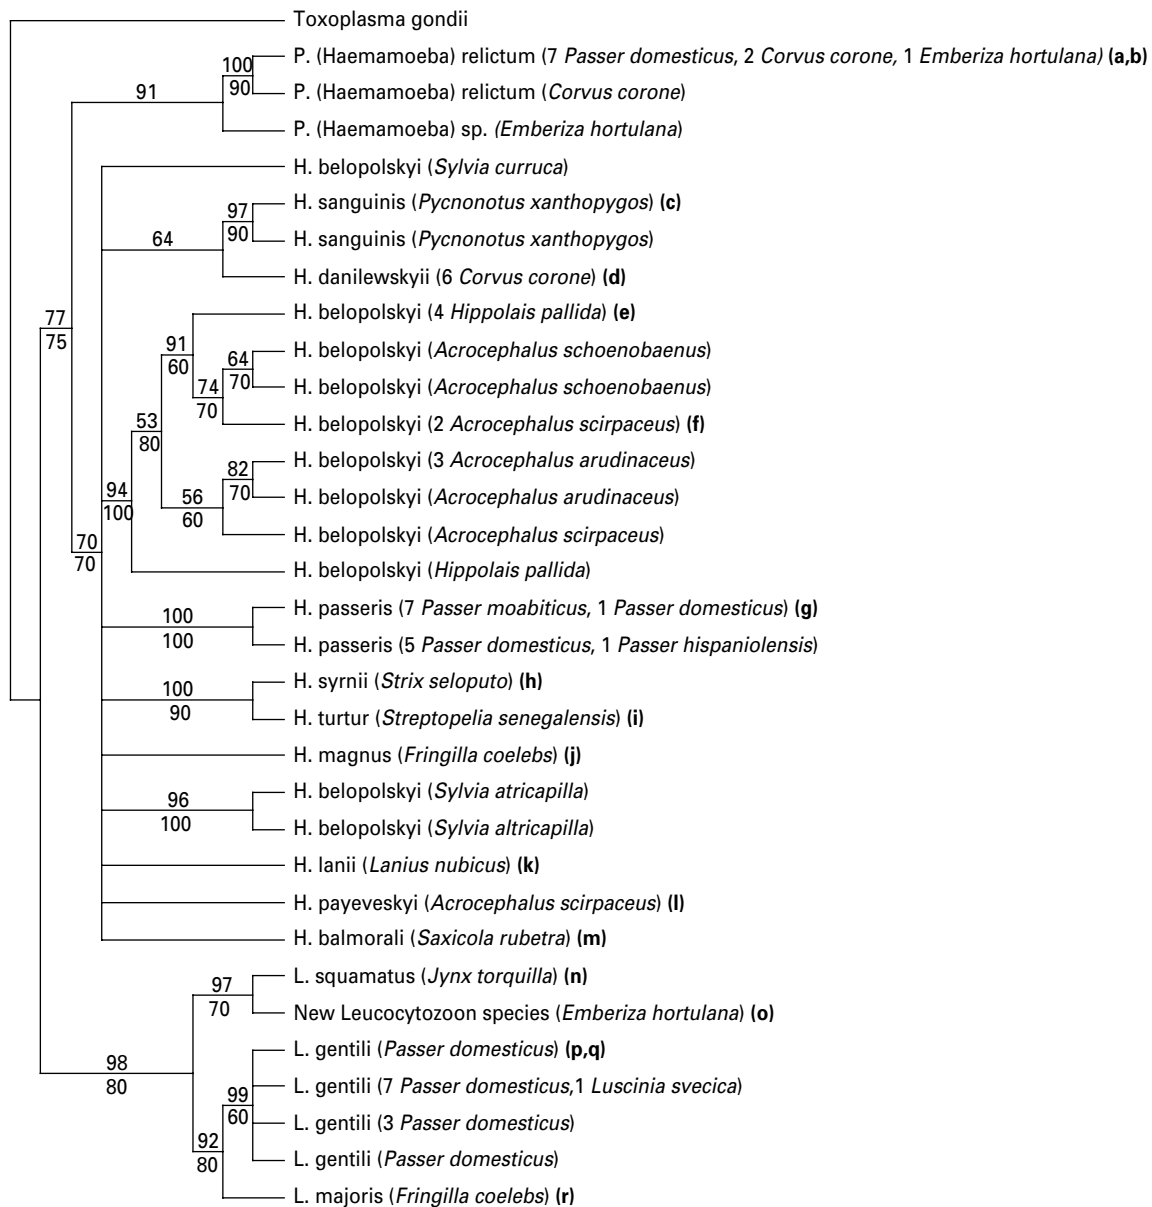 Toxoplasma gondii
P. (Haemamoeba) relictum (7 Passer domesticus, 2 Corvus corone, 1 Emberiza hortulana) (a,b)
100
90
P. (Haemamoeba) relictum (Corvus corone)
91
P. (Haemamoeba) sp. (Emberiza hortulana)
H. belopolskyi (Sylvia curruca)
H. sanguinis (Pycnonotus xanthopygos) (c)
97
90
H. sanguinis (Pycnonotus xanthopygos)
64
H. danilewskyii (6 Corvus corone) (d)
H. belopolskyi (4 Hippolais pallida) (e)
77
75
91
60
H. belopolskyi (Acrocephalus schoenobaenus)
64
70
H. belopolskyi (Acrocephalus schoenobaenus)
74
70
H. belopolskyi (2 Acrocephalus scirpaceus) (f)
53
80
H. belopolskyi (3 Acrocephalus arudinaceus)
82
70
H. belopolskyi (Acrocephalus arudinaceus)
94
100
56
60
H. belopolskyi (Acrocephalus scirpaceus)
70
70
H. belopolskyi (Hippolais pallida)
H. passeris (7 Passer moabiticus, 1 Passer domesticus) (g)
100
100
H. passeris (5 Passer domesticus, 1 Passer hispaniolensis)
H. syrnii (Strix seloputo) (h)
100
90
H. turtur (Streptopelia senegalensis) (i)
H. magnus (Fringilla coelebs) (j)
H. belopolskyi (Sylvia atricapilla)
96
100
H. belopolskyi (Sylvia altricapilla)
H. lanii (Lanius nubicus) (k)
H. payeveskyi (Acrocephalus scirpaceus) (l)
H. balmorali (Saxicola rubetra) (m)
L. squamatus (Jynx torquilla) (n)
97
70
New Leucocytozoon species (Emberiza hortulana) (o)
L. gentili (Passer domesticus) (p,q)
98
80
L. gentili (7 Passer domesticus,1 Luscinia svecica)
99
60
L. gentili (3 Passer domesticus)
92
80
L. gentili (Passer domesticus)
L. majoris (Fringilla coelebs) (r)